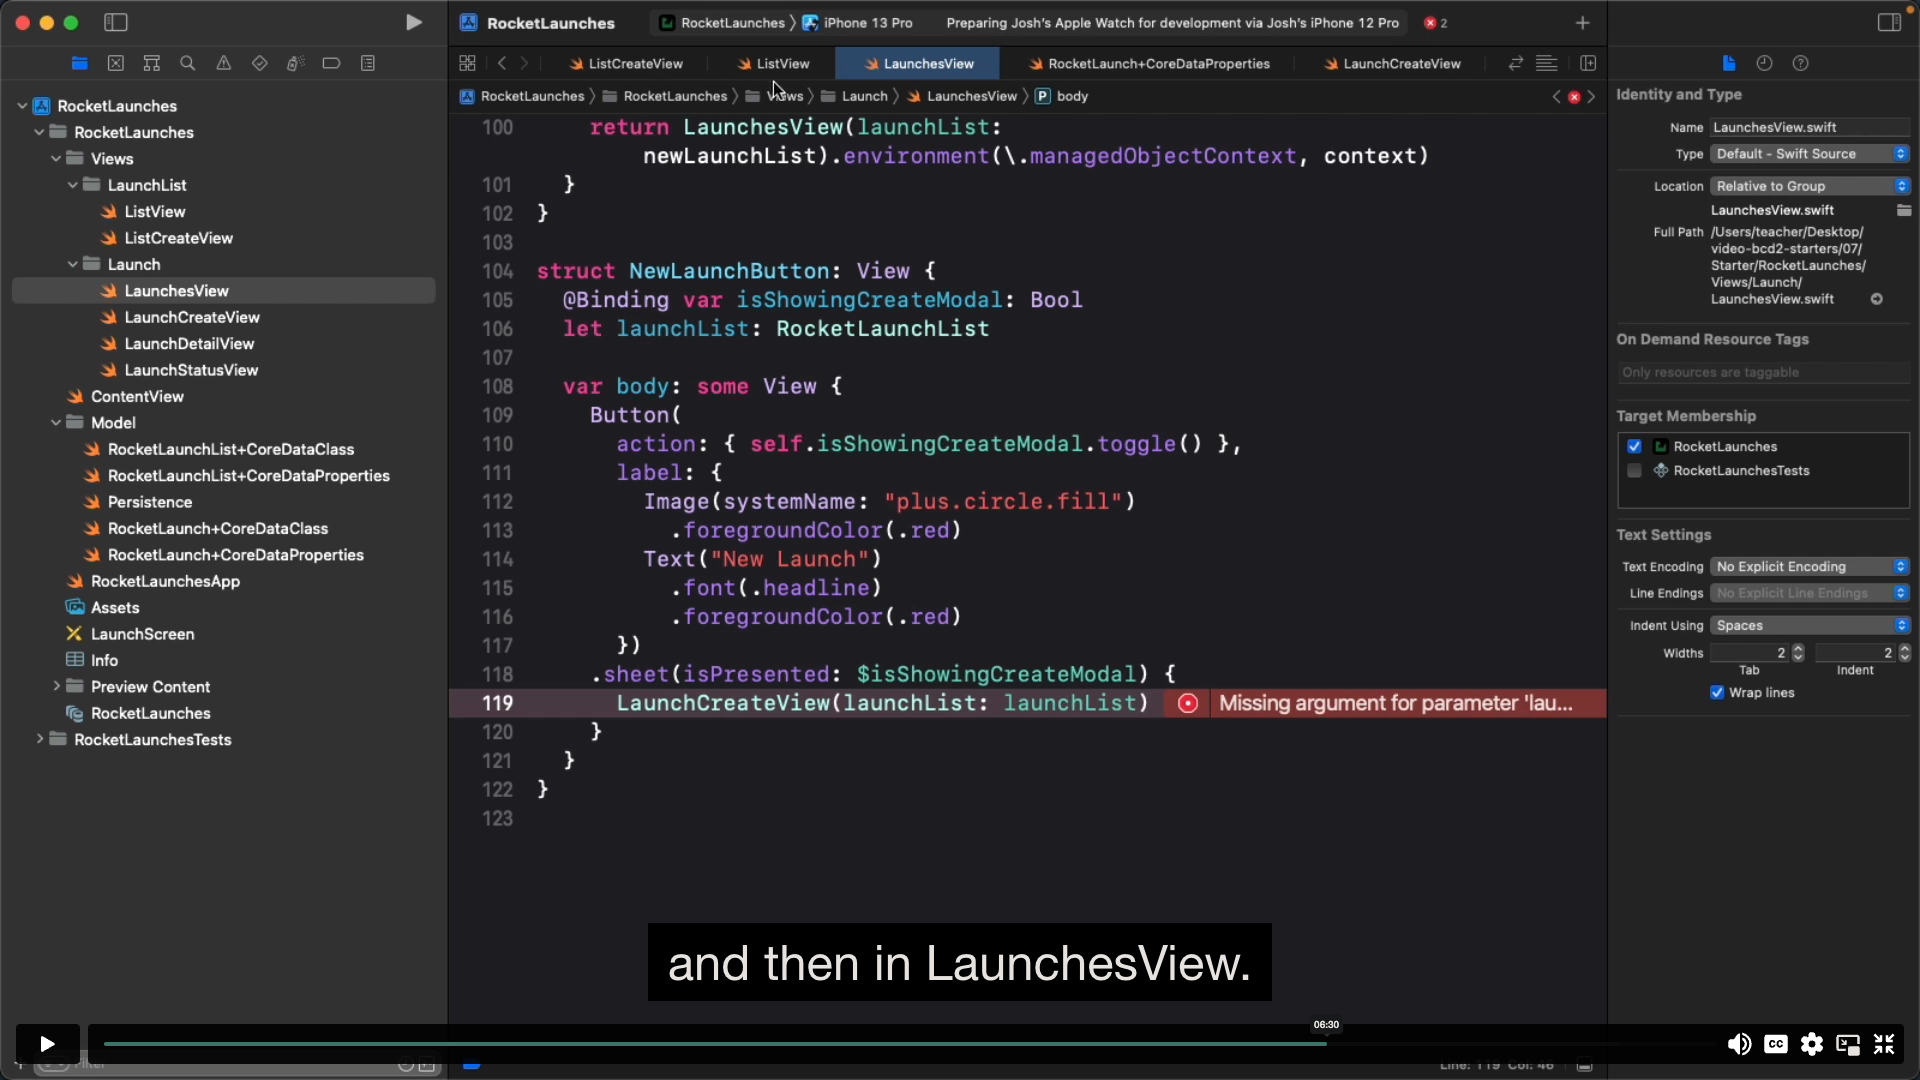 RocketLaunches
RocketLaunches
iPhone 13 Pro
Preparing Josh's Apple Watch for development via Josh's iPhone 12 Pro
2
ListCreateView
ListView
LaunchesView
RocketLaunch+CoreDataProperties
LaunchCreateView
RocketLaunches
RocketLaunches
Views
Launch
LaunchesView
P body
RocketLaunches
RocketLaunches
Views
LaunchList
ListView
ListCreateView
Launch
LaunchesView
LaunchCreateView
LaunchDetailView
LaunchStatusView
ContentView
Model
RocketLaunchList+CoreDataClass
RocketLaunchList+CoreDataProperties
Persistence
RocketLaunch+CoreDataClass
RocketLaunch+CoreDataProperties
RocketLaunchesApp
Assets
LaunchScreen
Info
Preview Content
RocketLaunches
RocketLaunchesTests
Filter
100 return LaunchesView(launchList:
newLaunchList).environment(\.managedObjectContext, context)
101 }
102 }
103
104 struct NewLaunchButton: View {
105 @Binding var isShowingCreateModal: Bool
106 let launchList: RocketLaunchList
107
108 var body: some View {
109 Button(
110 action: { self.isShowingCreateModal.toggle() },
111 label: {
112 Image(systemName: "plus.circle.fill")
113 .foregroundColor(.red)
114 Text("New Launch")
115 .font(.headline)
116 .foregroundColor(.red)
117 })
118 .sheet(isPresented: $isShowingCreateModal) {
119 LaunchCreateView(launchList: launchList) Missing argument for parameter 'lau...
120 }
121 }
122 }
123
Identity and Type
Name LaunchesView.swift
Type Default - Swift Source
Location Relative to Group
LaunchesView.swift
Full Path /Users/teacher/Desktop/
video-bcd2-starters/07/
Starter/RocketLaunches/
Views/Launch/
LaunchesView.swift
On Demand Resource Tags
Only resources are taggable
Target Membership
RocketLaunches
RocketLaunchesTests
Text Settings
Text Encoding No Explicit Encoding
Line Endings No Explicit Line Endings
Indent Using Spaces
Widths 2 2
Tab Indent
Wrap lines
and then in LaunchesView.
06:30
CC
Line: 119 Col: 46